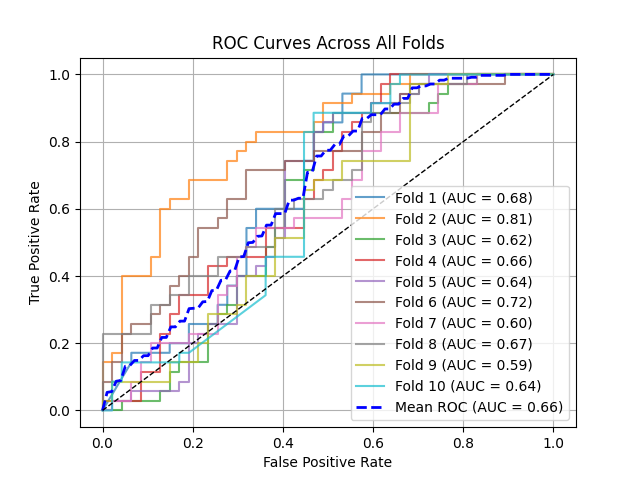 ROC Curves Across All Folds
True Positive Rate
1.0
0.8
0.6
0.4
0.2
0.0
Fold 1 (AUC = 0.68)
Fold 2 (AUC = 0.81)
Fold 3 (AUC = 0.62)
Fold 4 (AUC = 0.66)
Fold 5 (AUC = 0.64)
Fold 6 (AUC = 0.72)
Fold 7 (AUC = 0.60)
Fold 8 (AUC = 0.67)
Fold 9 (AUC = 0.59)
Fold 10 (AUC = 0.64)
Mean ROC (AUC = 0.66)
0.0 0.2 0.4 0.6 0.8 1.0
False Positive Rate